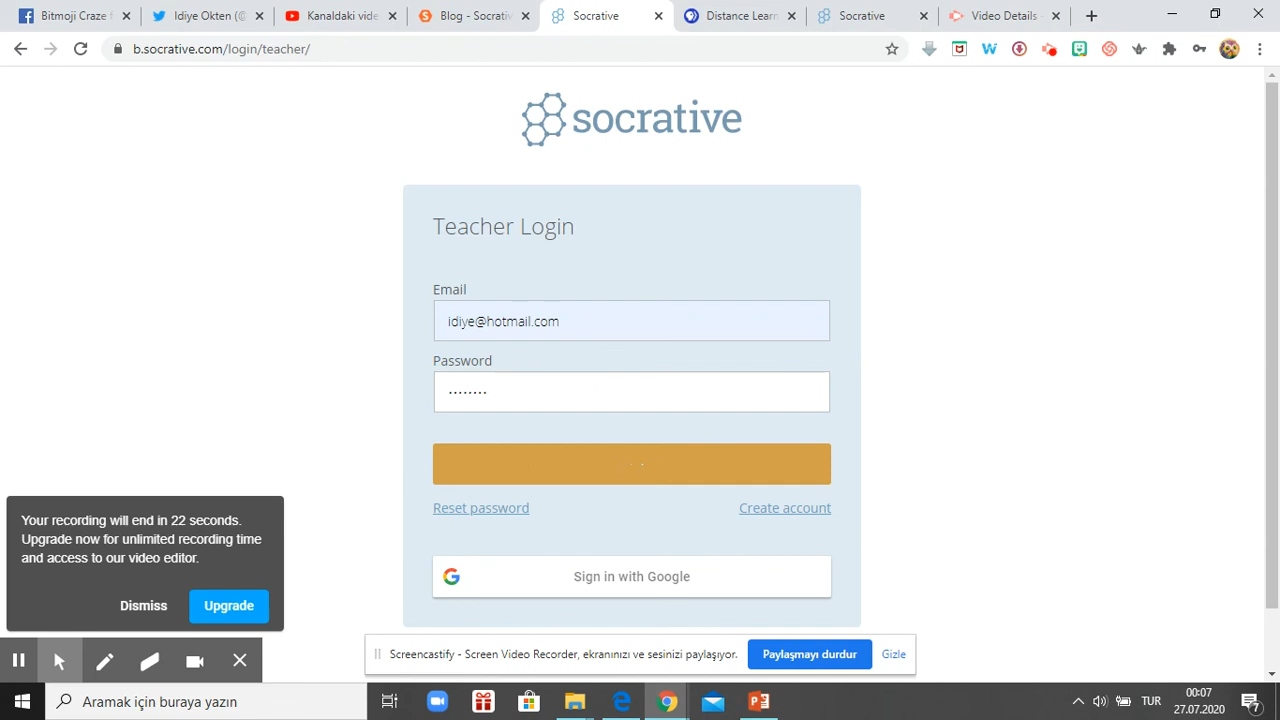 Bitmoji Craze f
Idiye Okten (@
Kanaldaki vide
Blog - Socrativ
Socrative
Distance Learn
Socrative
Video Details -
b.socrative.com/login/teacher/
socrative
Teacher Login
Email
idiye@hotmail.com
Password
Reset password
Create account
Sign in with Google
Your recording will end in 22 seconds.
Upgrade now for unlimited recording time
and access to our video editor.
Dismiss
Upgrade
Screencastify - Screen Video Recorder, ekranınızı ve sesinizi paylaşıyor.
Paylaşmayı durdur
Gizle
Aramak için buraya yazın
TUR
00:07
27.07.2020
7